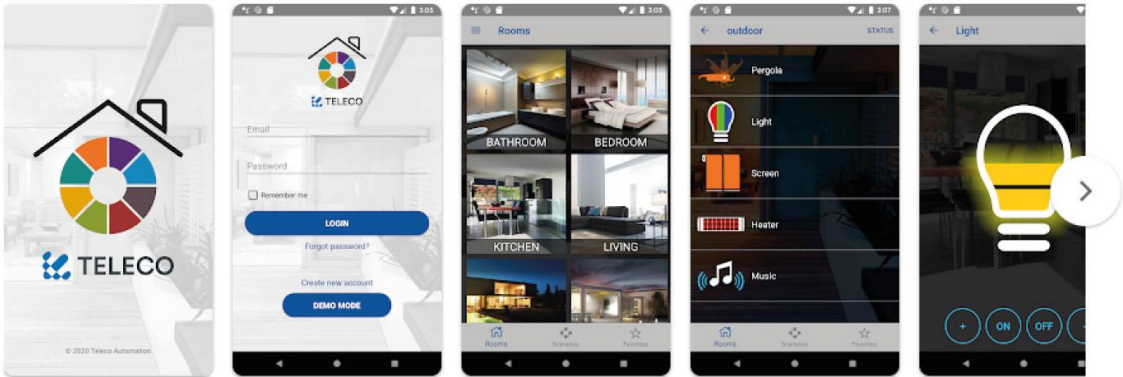 TELECO
© 2020 Teleco Automation
3:05
TELECO
Email
Password
Remember me
LOGIN
Forgot password?
Create new account
DEMO MODE
3:05
Rooms
BATHROOM
BEDROOM
KITCHEN
LIVING
Rooms
Scenarios
Favorites
3:07
outdoor
STATUS
Pergola
Light
Screen
Heater
Music
Rooms
Scenarios
Favorites
Light
+
ON
OFF